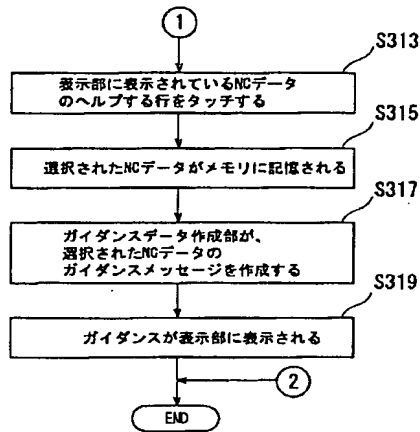 1
S313
表示部に表示されているNCデータ
のヘルプする行をタッチする
S315
選択されたNCデータがメモリに記憶される
S317
ガイダンスデータ作成部が、
選択されたNCデータの
ガイダンスメッセージを作成する
S319
ガイダンスが表示部に表示される
2
END